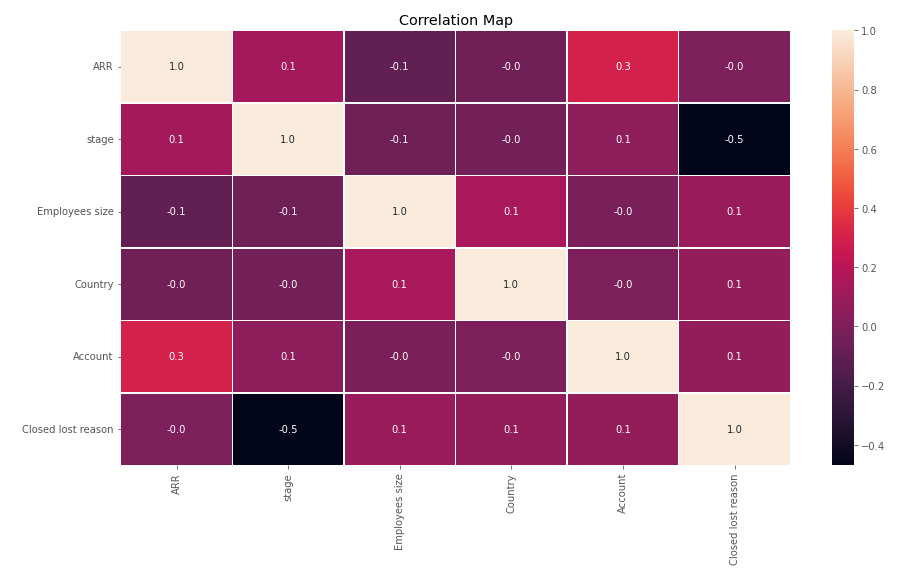 Correlation Map
ARR 1.0 0.1 -0.1 -0.0 0.3 -0.0
stage 0.1 1.0 -0.1 -0.0 0.1 -0.5
Employees size -0.1 -0.1 1.0 0.1 -0.0 0.1
Country -0.0 -0.0 0.1 1.0 -0.0 0.1
Account 0.3 0.1 -0.0 -0.0 1.0 0.1
Closed lost reason -0.0 -0.5 0.1 0.1 0.1 1.0
ARR
stage
Employees size
Country
Account
Closed lost reason
1.0
0.8
0.6
0.4
0.2
0.0
−0.2
−0.4